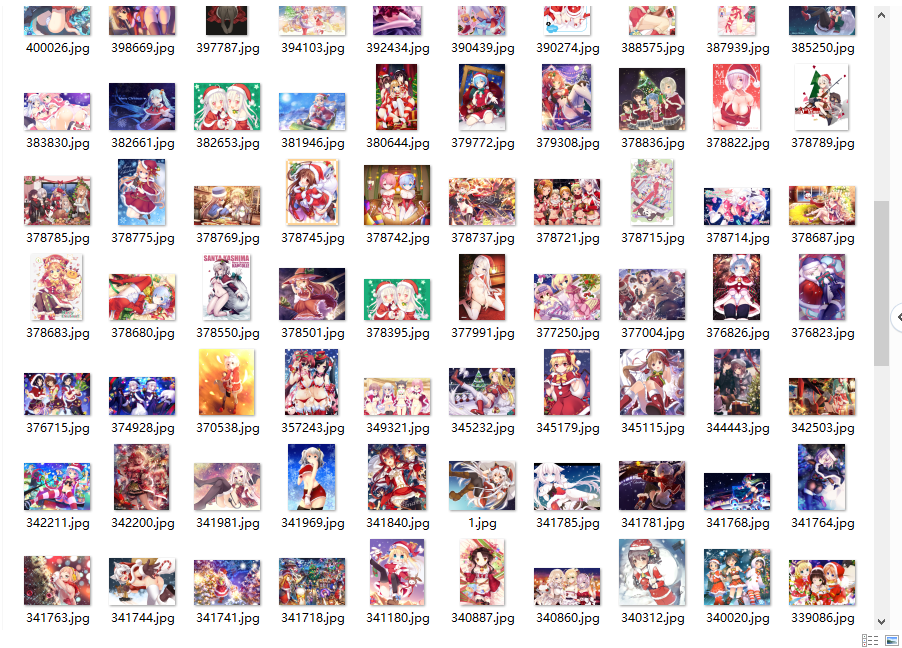 400026.jpg 398669.jpg 397787.jpg 394103.jpg 392434.jpg 390439.jpg 390274.jpg 388575.jpg 387939.jpg 385250.jpg
383830.jpg 382661.jpg 382653.jpg 381946.jpg 380644.jpg 379772.jpg 379308.jpg 378836.jpg 378822.jpg 378789.jpg
378785.jpg 378775.jpg 378769.jpg 378745.jpg 378742.jpg 378737.jpg 378721.jpg 378715.jpg 378714.jpg 378687.jpg
SANTA KASHIMA
378683.jpg 378680.jpg 378550.jpg 378501.jpg 378395.jpg 377991.jpg 377250.jpg 377004.jpg 376826.jpg 376823.jpg
376715.jpg 374928.jpg 370538.jpg 357243.jpg 349321.jpg 345232.jpg 345179.jpg 345115.jpg 344443.jpg 342503.jpg
342211.jpg 342200.jpg 341981.jpg 341969.jpg 341840.jpg 1.jpg 341785.jpg 341781.jpg 341768.jpg 341764.jpg
341763.jpg 341744.jpg 341741.jpg 341718.jpg 341180.jpg 340887.jpg 340860.jpg 340312.jpg 340020.jpg 339086.jpg